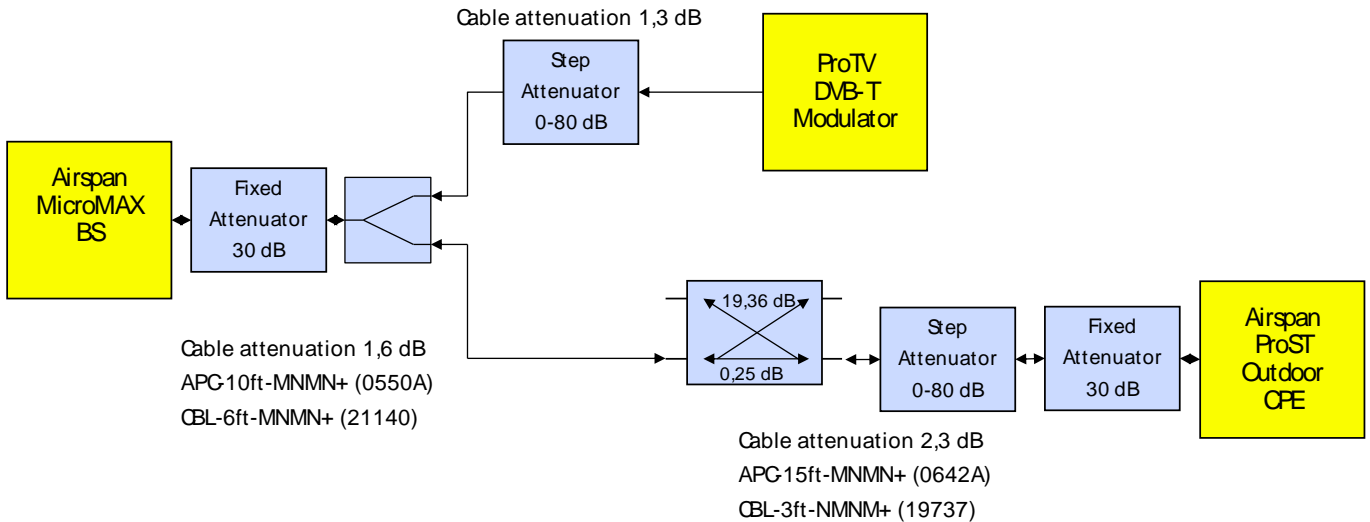 Cable attenuation 1,3 dB
Step
Attenuator
0-80 dB
ProTV
DVB-T
Modulator
Airspan
MicroMAX
BS
Fixed
Attenuator
30 dB
19,36 dB
0,25 dB
Step
Attenuator
0-80 dB
Fixed
Attenuator
30 dB
Airspan
ProST
Outdoor
CPE
Cable attenuation 1,6 dB
APC-10ft-MNMN+ (0550A)
CBL-6ft-MNMN+ (21140)
Cable attenuation 2,3 dB
APC-15ft-MNMN+ (0642A)
CBL-3ft-NMNM+ (19737)